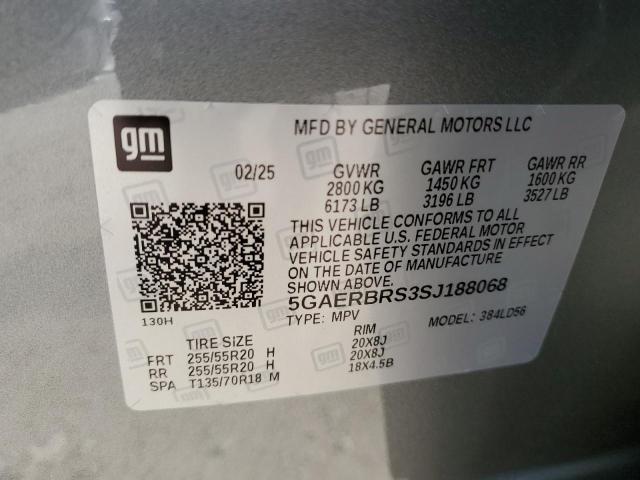 gm
MFD BY GENERAL MOTORS LLC
02/25 GVWR GAWR FRT GAWR RR
2800 KG 1450 KG 1600 KG
6173 LB 3196 LB 3527 LB
THIS VEHICLE CONFORMS TO ALL
APPLICABLE U.S. FEDERAL MOTOR
VEHICLE SAFETY STANDARDS IN EFFECT
ON THE DATE OF MANUFACTURE
SHOWN ABOVE.
5GAERBRS3SJ188068
130H TYPE: MPV MODEL: 384LD56
TIRE SIZE RIM
FRT 255/55R20 H 20X8J
RR 255/55R20 H 20X8J
SPA T135/70R18 M 18X4.5B